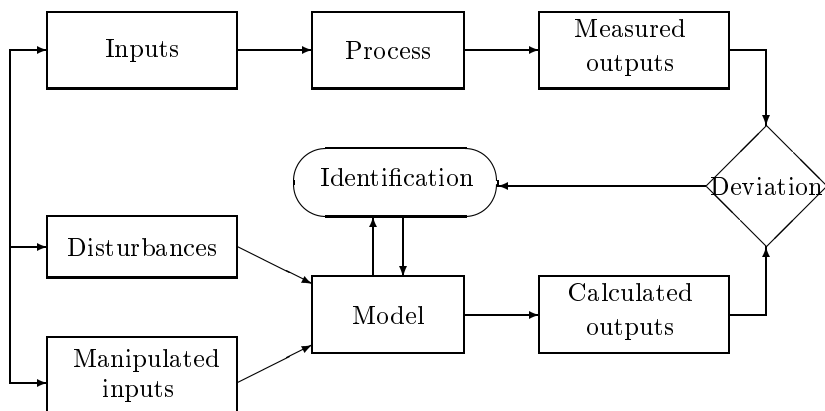 Inputs
Process
Measured
outputs
Identification
Deviation
Disturbances
Model
Calculated
outputs
Manipulated
inputs